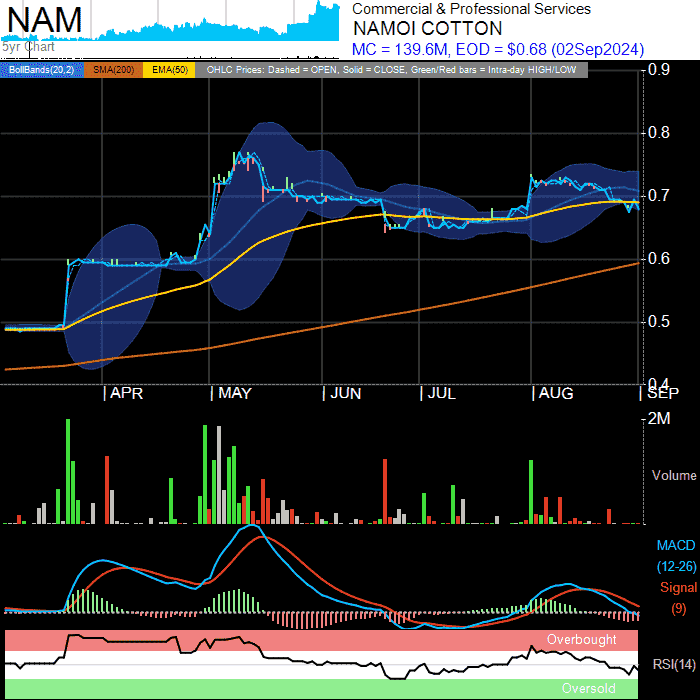 NAM
5yr Chart
Commercial & Professional Services
NAMOI COTTON
MC = 139.6M, EOD = $0.68 (02Sep2024)
BollBands(20,2) SMA(200) EMA(50) OHLC Prices: Dashed = OPEN, Solid = CLOSE, Green/Red bars = Intra-day HIGH/LOW
0.9
0.8
0.7
0.6
0.5
0.4
APR MAY JUN JUL AUG SEP
2M
Volume
MACD
(12-26)
Signal
(9)
Overbought
RSI(14)
Oversold